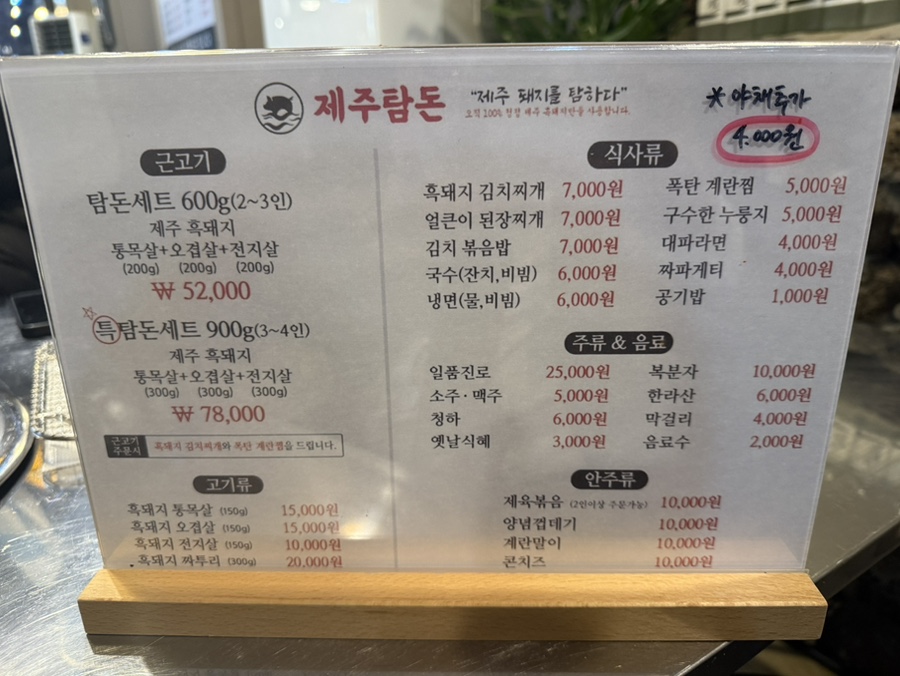 제주탐돈
"제주 돼지를 탐하다"
오직 100% 청정 제주 흑돼지만을 사용합니다.
* 야채추가
4.000원
근고기
탐돈세트 600g(2~3인)
제주 흑돼지
통목살+오겹살+전지살
(200g) (200g) (200g)
₩ 52,000
특탐돈세트 900g(3~4인)
제주 흑돼지
통목살+오겹살+전지살
(300g) (300g) (300g)
₩ 78,000
근고기
주문시
흑돼지 김치찌개와 폭탄 계란찜을 드립니다.
고기류
흑돼지 통목살 (150g) 15,000원
흑돼지 오겹살 (150g) 15,000원
흑돼지 전지살 (150g) 10,000원
흑돼지 짜투리 (300g) 20,000원
식사류
흑돼지 김치찌개 7,000원
얼큰이 된장찌개 7,000원
김치 볶음밥 7,000원
국수(잔치,비빔) 6,000원
냉면(물,비빔) 6,000원
폭탄 계란찜 5,000원
구수한 누룽지 5,000원
대파라면 4,000원
짜파게티 4,000원
공기밥 1,000원
주류 & 음료
일품진로 25,000원
소주·맥주 5,000원
청하 6,000원
옛날식혜 3,000원
복분자 10,000원
한라산 6,000원
막걸리 4,000원
음료수 2,000원
안주류
제육볶음 (2인이상 주문가능) 10,000원
양념껍데기 10,000원
계란말이 10,000원
콘치즈 10,000원